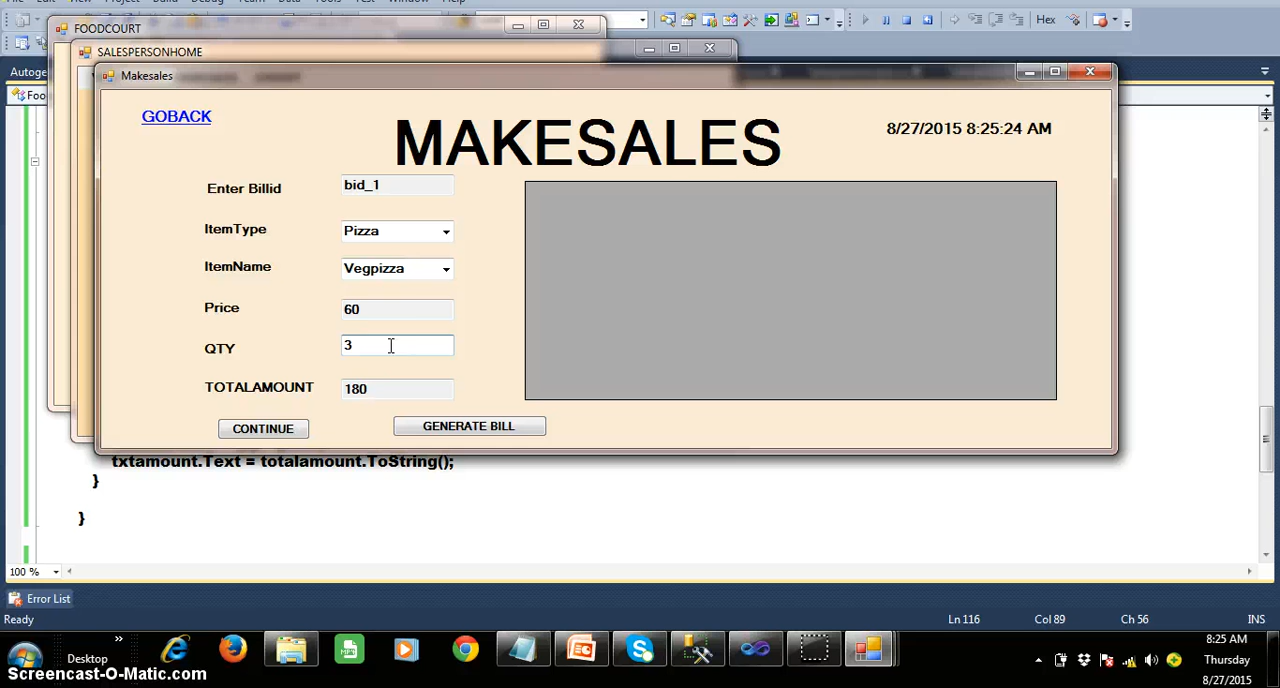 FOODCOURT
Hex
SALESPERSONHOME
Makesales
GOBACK
MAKESALES
8/27/2015 8:25:24 AM
Enter Billid
bid_1
ItemType
Pizza
ItemName
Vegpizza
Price
60
QTY
3
TOTALAMOUNT
180
CONTINUE
GENERATE BILL
txtamount.Text = totalamount.ToString();
}
}
100 %
Error List
Ready
Ln 116
Col 89
Ch 56
INS
Desktop
»
8:25 AM
Thursday
8/27/2015
Screencast-O-Matic.com